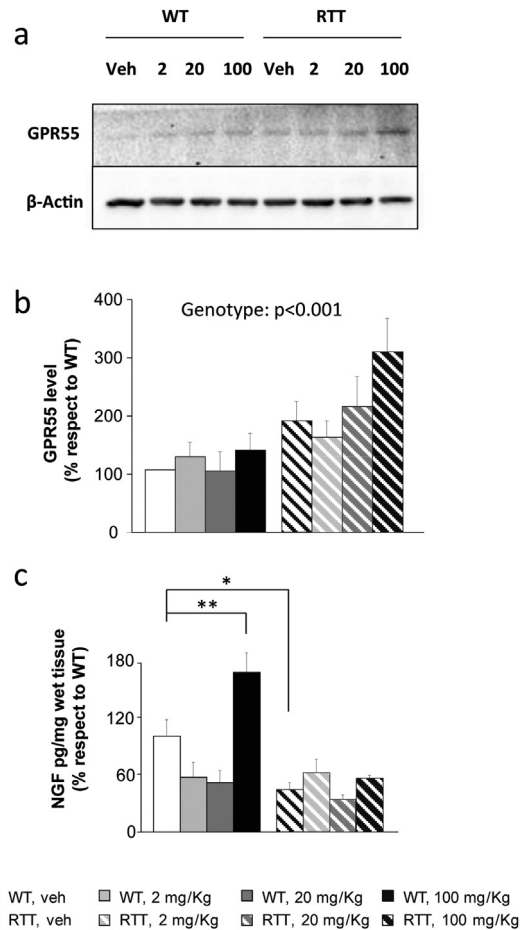 a
WT RTT
Veh 2 20 100 Veh 2 20 100
GPR55
β-Actin
b
GPR55 level
(% respect to WT)
400
300
200
100
0
Genotype: p<0.001
c
NGF pg/mg wet tissue
(% respect to WT)
180
120
60
0
*
**
WT, veh WT, 2 mg/Kg WT, 20 mg/Kg WT, 100 mg/Kg
RTT, veh RTT, 2 mg/Kg RTT, 20 mg/Kg RTT, 100 mg/Kg